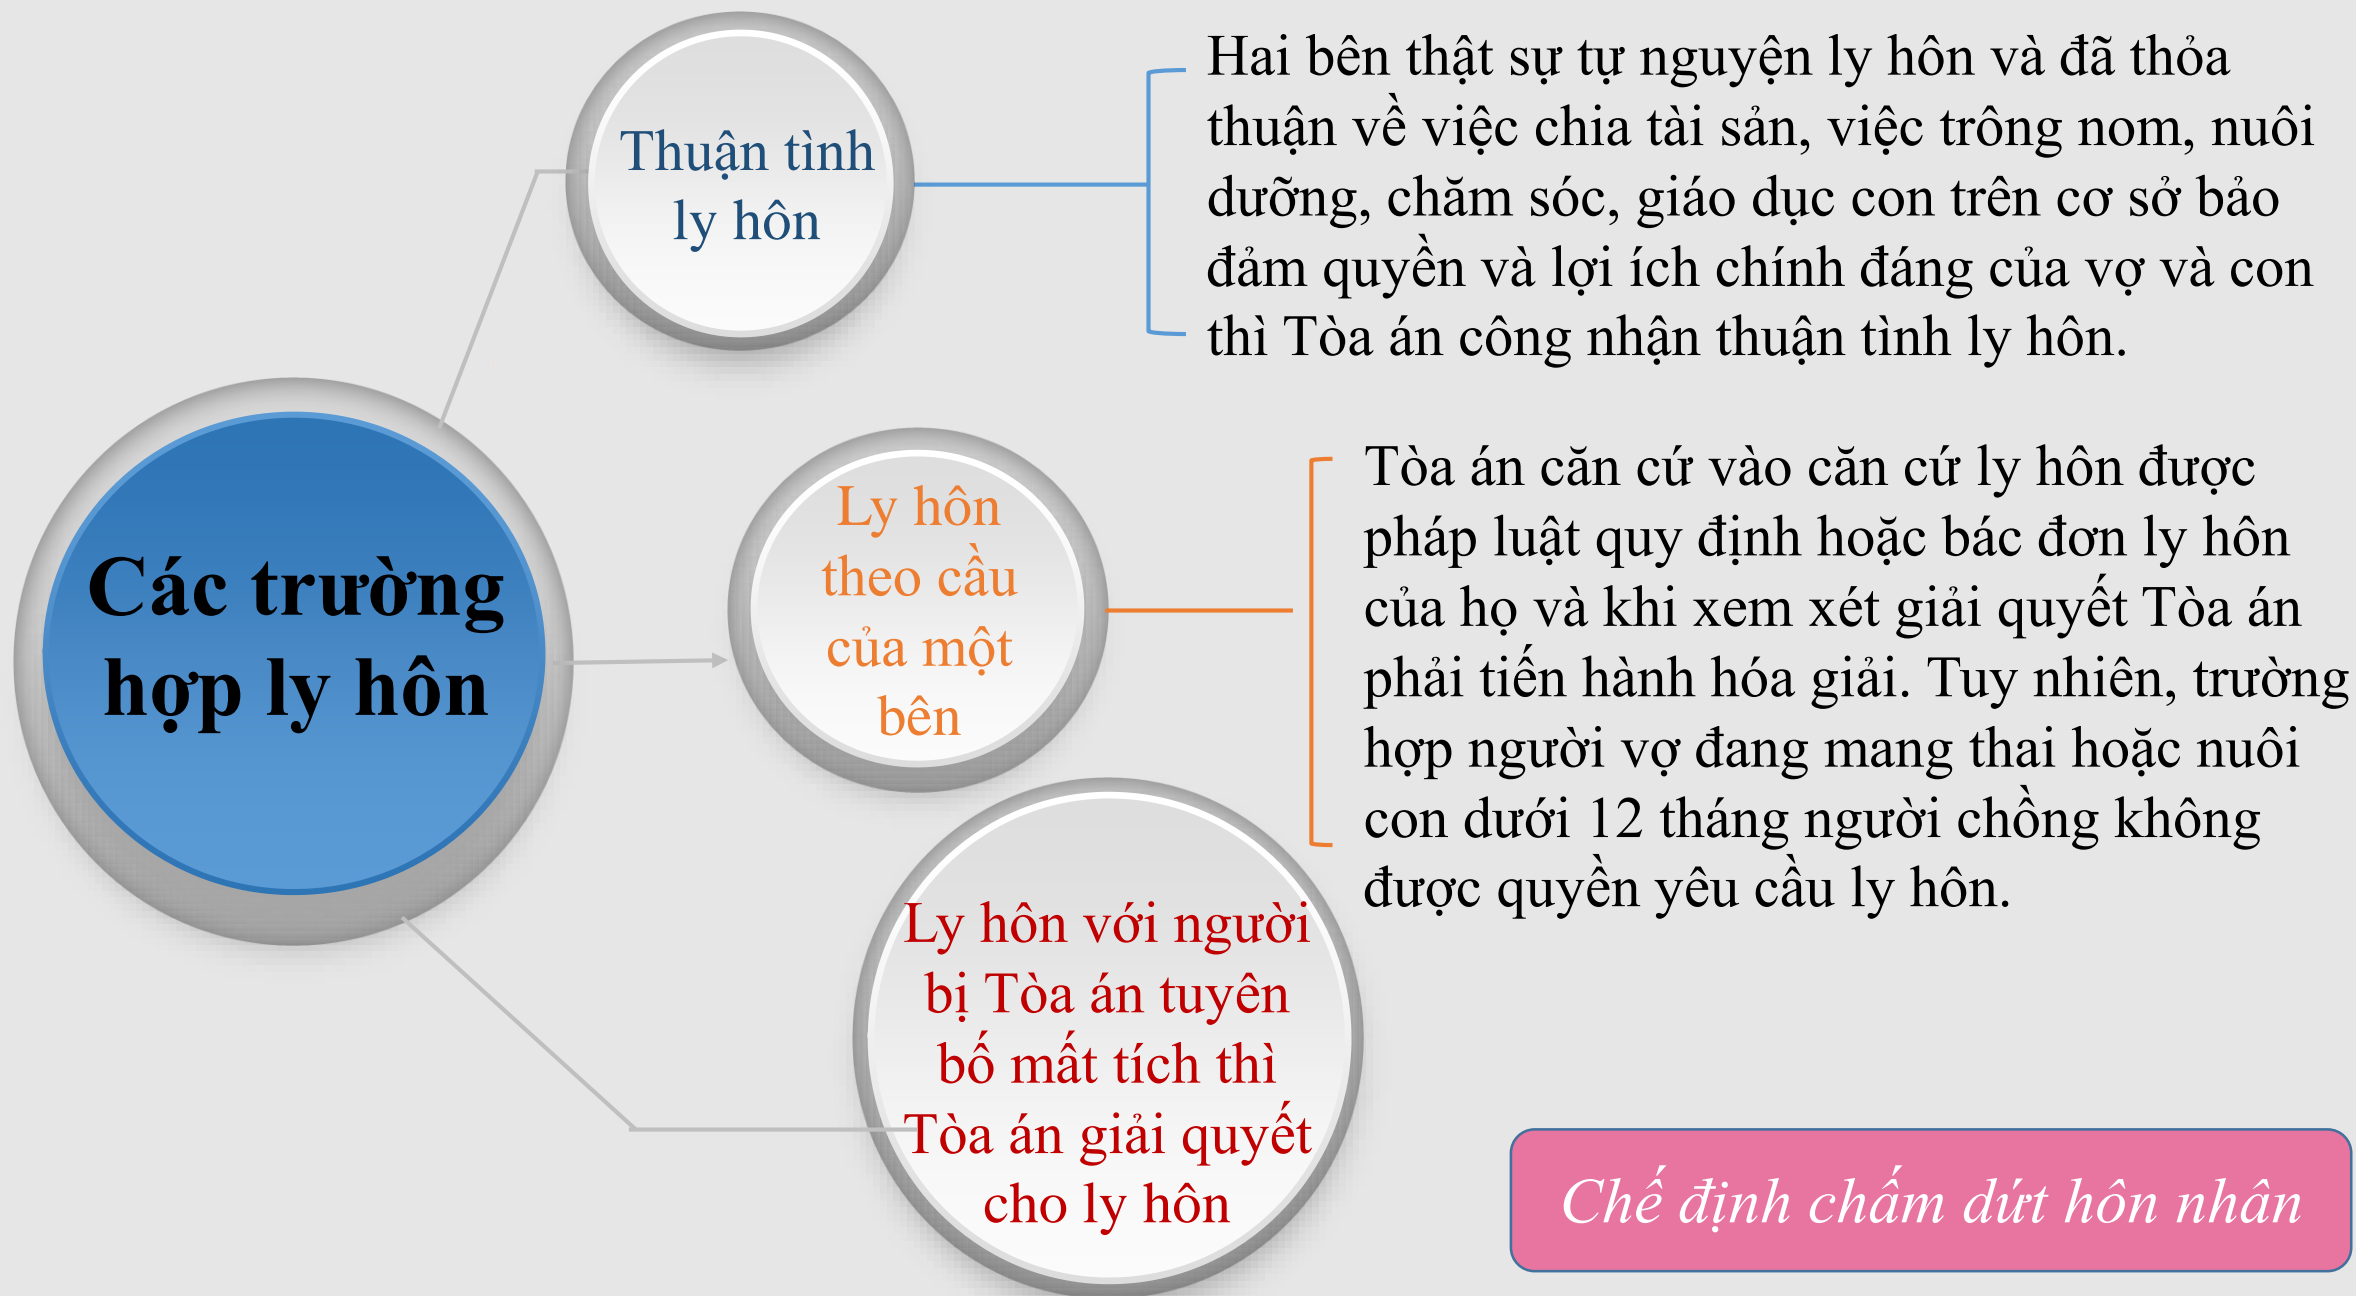 Thuận tình
ly hôn
Hai bên thật sự tự nguyện ly hôn và đã thỏa
thuận về việc chia tài sản, việc trông nom, nuôi
dưỡng, chăm sóc, giáo dục con trên cơ sở bảo
đảm quyền và lợi ích chính đáng của vợ và con
thì Tòa án công nhận thuận tình ly hôn.
Các trường
hợp ly hôn
Ly hôn
theo cầu
của một
bên
Tòa án căn cứ vào căn cứ ly hôn được
pháp luật quy định hoặc bác đơn ly hôn
của họ và khi xem xét giải quyết Tòa án
phải tiến hành hóa giải. Tuy nhiên, trường
hợp người vợ đang mang thai hoặc nuôi
con dưới 12 tháng người chồng không
được quyền yêu cầu ly hôn.
Ly hôn với người
bị Tòa án tuyên
bố mất tích thì
Tòa án giải quyết
cho ly hôn
Chế định chấm dứt hôn nhân